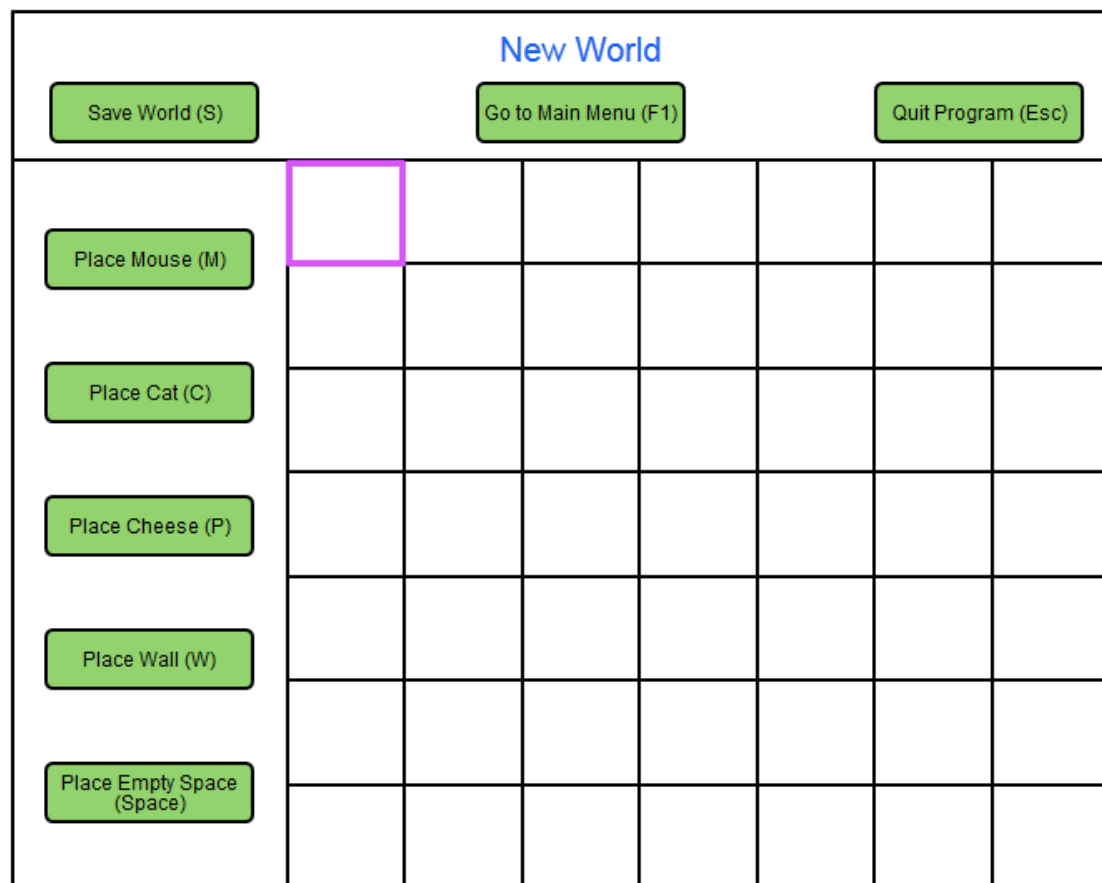 New World
Save World (S)
Go to Main Menu (F1)
Quit Program (Esc)
Place Mouse (M)
Place Cat (C)
Place Cheese (P)
Place Wall (W)
Place Empty Space
(Space)